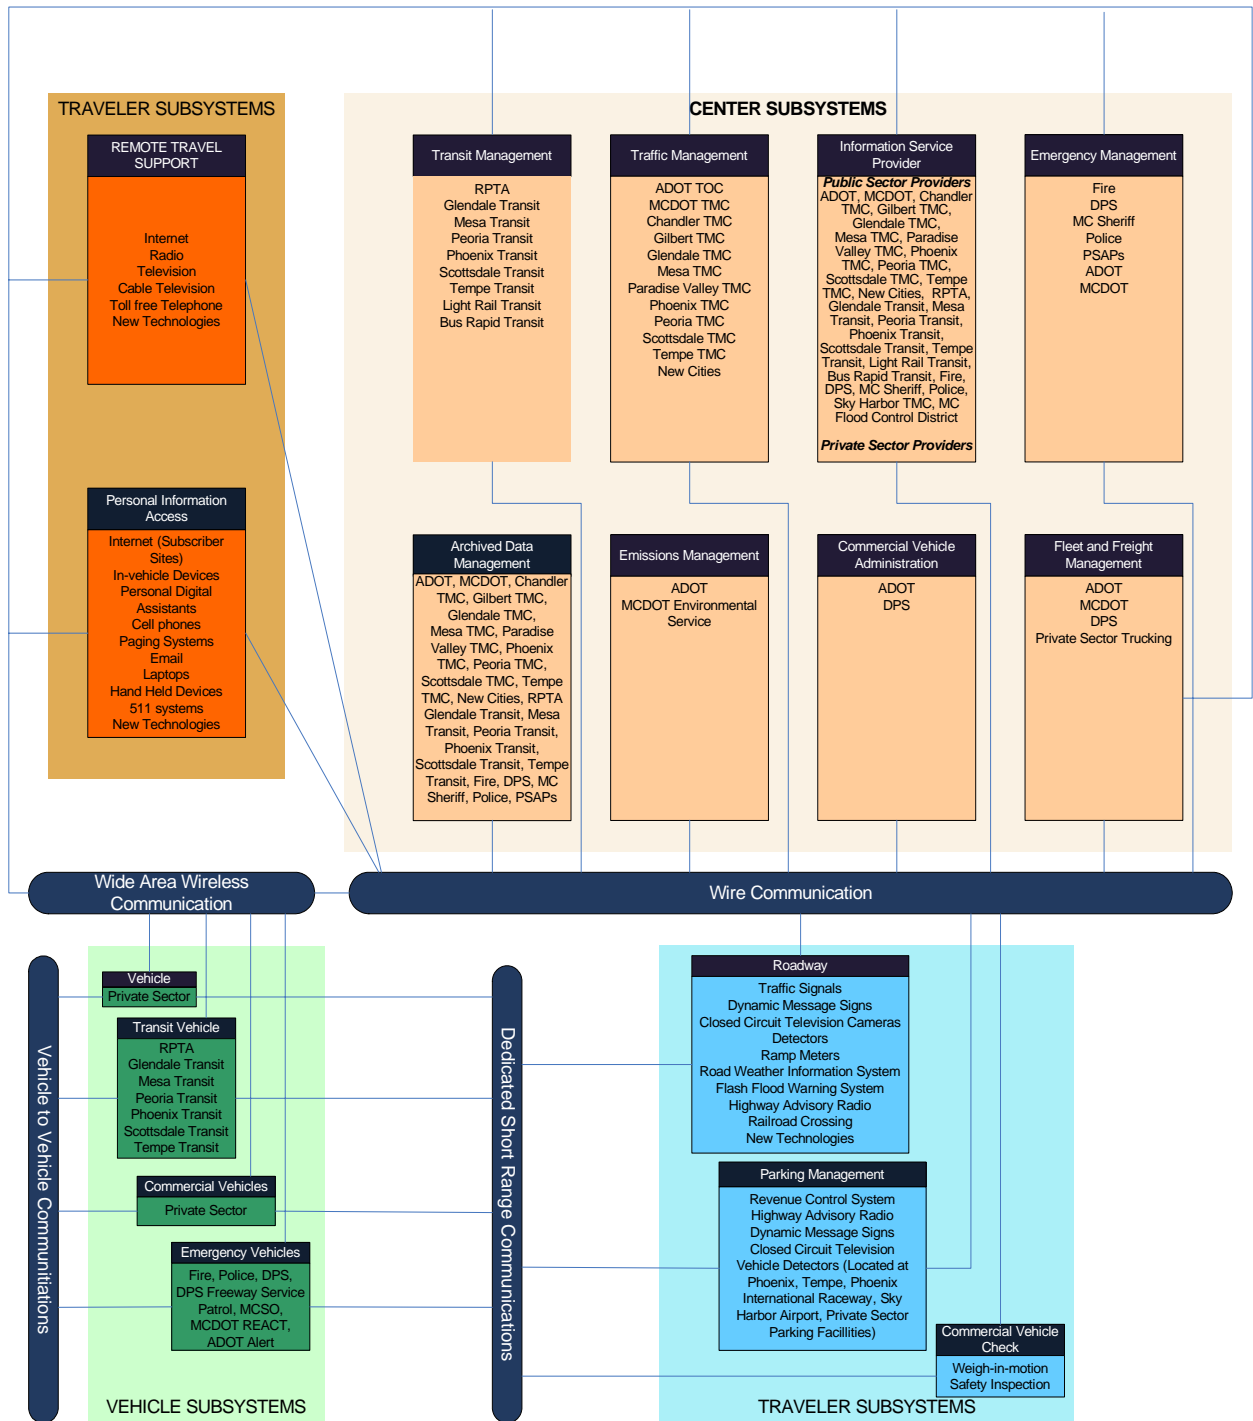 TRAVELER SUBSYSTEMS
REMOTE TRAVEL
SUPPORT
Internet
Radio
Television
Cable Television
Toll free Telephone
New Technologies
Personal Information
Access
Internet (Subscriber
Sites)
In-vehicle Devices
Personal Digital
Assistants
Cell phones
Paging Systems
Email
Laptops
Hand Held Devices
511 systems
New Technologies
CENTER SUBSYSTEMS
Transit Management
RPTA
Glendale Transit
Mesa Transit
Peoria Transit
Phoenix Transit
Scottsdale Transit
Tempe Transit
Light Rail Transit
Bus Rapid Transit
Traffic Management
ADOT TOC
MCDOT TMC
Chandler TMC
Gilbert TMC
Glendale TMC
Mesa TMC
Paradise Valley TMC
Phoenix TMC
Peoria TMC
Scottsdale TMC
Tempe TMC
New Cities
Information Service
Provider
Public Sector Providers
ADOT, MCDOT, Chandler
TMC, Gilbert TMC,
Glendale TMC,
Mesa TMC, Paradise
Valley TMC, Phoenix
TMC, Peoria TMC,
Scottsdale TMC, Tempe
TMC, New Cities, RPTA,
Glendale Transit, Mesa
Transit, Peoria Transit,
Phoenix Transit,
Scottsdale Transit, Tempe
Transit, Light Rail Transit,
Bus Rapid Transit, Fire,
DPS, MC Sheriff, Police,
Sky Harbor TMC, MC
Flood Control District
Private Sector Providers
Emergency Management
Fire
DPS
MC Sheriff
Police
PSAPs
ADOT
MCDOT
Archived Data
Management
ADOT, MCDOT, Chandler
TMC, Gilbert TMC,
Glendale TMC,
Mesa TMC, Paradise
Valley TMC, Phoenix
TMC, Peoria TMC,
Scottsdale TMC, Tempe
TMC, New Cities, RPTA
Glendale Transit, Mesa
Transit, Peoria Transit,
Phoenix Transit,
Scottsdale Transit, Tempe
Transit, Fire, DPS, MC
Sheriff, Police, PSAPs
Emissions Management
ADOT
MCDOT Environmental
Service
Commercial Vehicle
Administration
ADOT
DPS
Fleet and Freight
Management
ADOT
MCDOT
DPS
Private Sector Trucking
Wide Area Wireless
Communication
Wire Communication
Vehicle to Vehicle Communitiations
Vehicle
Private Sector
Transit Vehicle
RPTA
Glendale Transit
Mesa Transit
Peoria Transit
Phoenix Transit
Scottsdale Transit
Tempe Transit
Commercial Vehicles
Private Sector
Emergency Vehicles
Fire, Police, DPS,
DPS Freeway Service
Patrol, MCSO,
MCDOT REACT,
ADOT Alert
VEHICLE SUBSYSTEMS
Dedicated Short Range Communications
Roadway
Traffic Signals
Dynamic Message Signs
Closed Circuit Television Cameras
Detectors
Ramp Meters
Road Weather Information System
Flash Flood Warning System
Highway Advisory Radio
Railroad Crossing
New Technologies
Parking Management
Revenue Control System
Highway Advisory Radio
Dynamic Message Signs
Closed Circuit Television
Vehicle Detectors (Located at
Phoenix, Tempe, Phoenix
International Raceway, Sky
Harbor Airport, Private Sector
Parking Facillities)
Commercial Vehicle
Check
Weigh-in-motion
Safety Inspection
TRAVELER SUBSYSTEMS